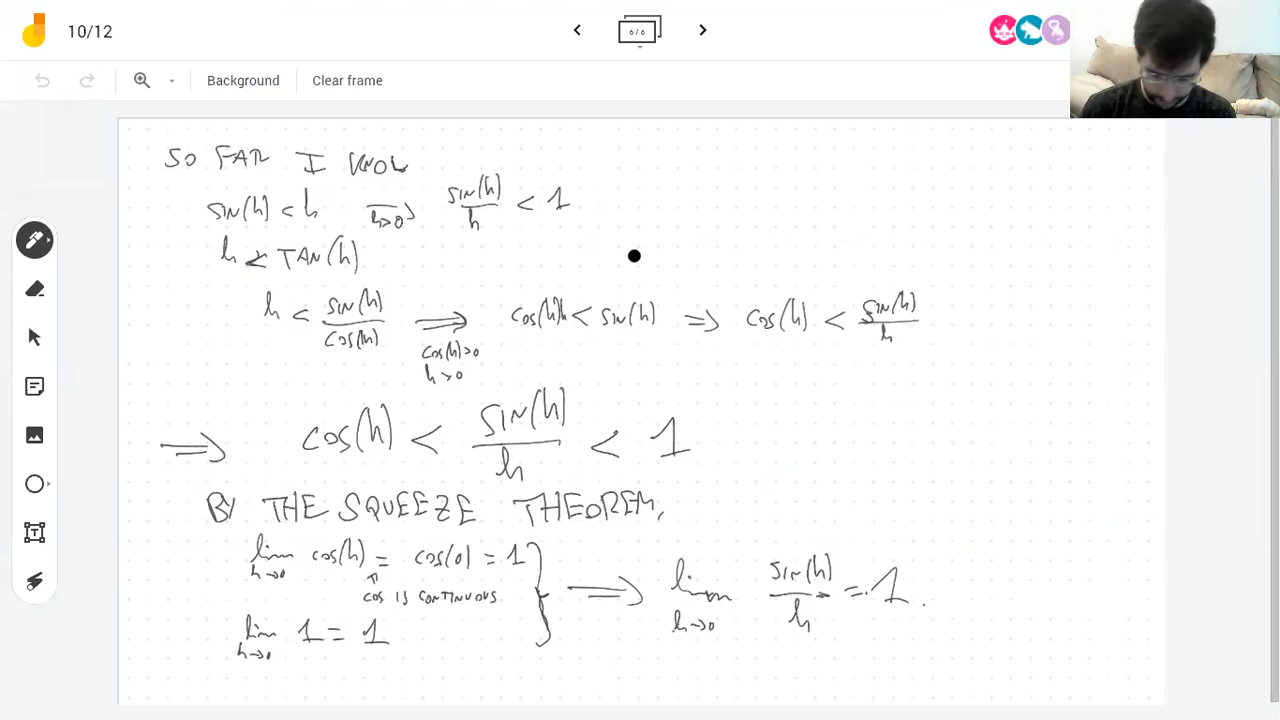 10/12
6/6
Background
Clear frame
SO FAR I KNOW
SIN(h) < h ⟹ h>0 SIN(h)/h < 1
h < TAN(h)
h < SIN(h)/COS(h) ⟹ COS(h)>0 h>0 COS(h)h < SIN(h) ⟹ COS(h) < SIN(h)/h
⟹ COS(h) < SIN(h)/h < 1
BY THE SQUEEZE THEOREM,
lim h→0 COS(h) = COS(0) = 1
↑ COS IS CONTINUOUS
lim h→0 1 = 1
⟹ lim h→0 SIN(h)/h = 1.